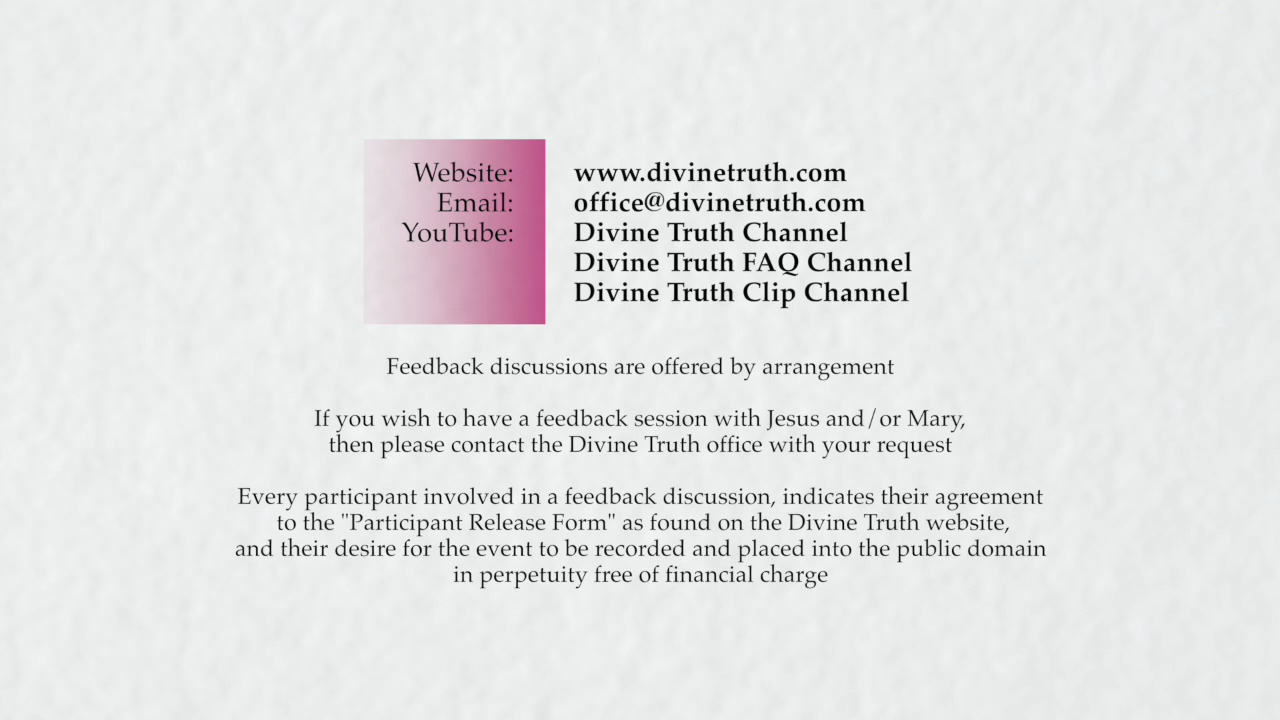 Website: www.divinetruth.com
Email: office@divinetruth.com
YouTube: Divine Truth Channel
Divine Truth FAQ Channel
Divine Truth Clip Channel
Feedback discussions are offered by arrangement
If you wish to have a feedback session with Jesus and/or Mary,
then please contact the Divine Truth office with your request
Every participant involved in a feedback discussion, indicates their agreement
to the "Participant Release Form" as found on the Divine Truth website,
and their desire for the event to be recorded and placed into the public domain
in perpetuity free of financial charge